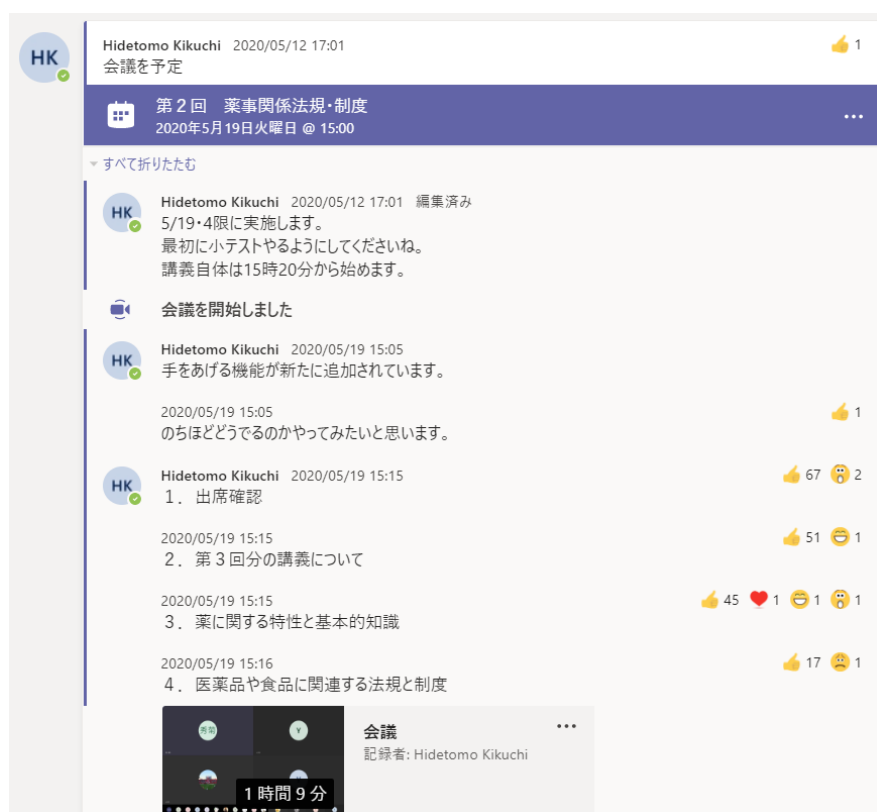 HK
Hidetomo Kikuchi 2020/05/12 17:01
1
会議を予定
第2回 薬事関係法規・制度
2020年5月19日火曜日 @ 15:00
すべて折りたたむ
HK
Hidetomo Kikuchi 2020/05/12 17:01 編集済み
5/19・4限に実施します。
最初に小テストやるようにしてくださいね。
講義自体は15時20分から始めます。
会議を開始しました
HK
Hidetomo Kikuchi 2020/05/19 15:05
手をあげる機能が新たに追加されています。
2020/05/19 15:05
1
のちほどどうでるのかやってみたいと思います。
HK
Hidetomo Kikuchi 2020/05/19 15:15
67 2
1. 出席確認
2020/05/19 15:15
51 1
2. 第3回分の講義について
2020/05/19 15:15
45 1 1 1
3. 薬に関する特性と基本的知識
2020/05/19 15:16
17 1
4. 医薬品や食品に関連する法規と制度
Y
会議
記録者: Hidetomo Kikuchi
1 時間 9 分